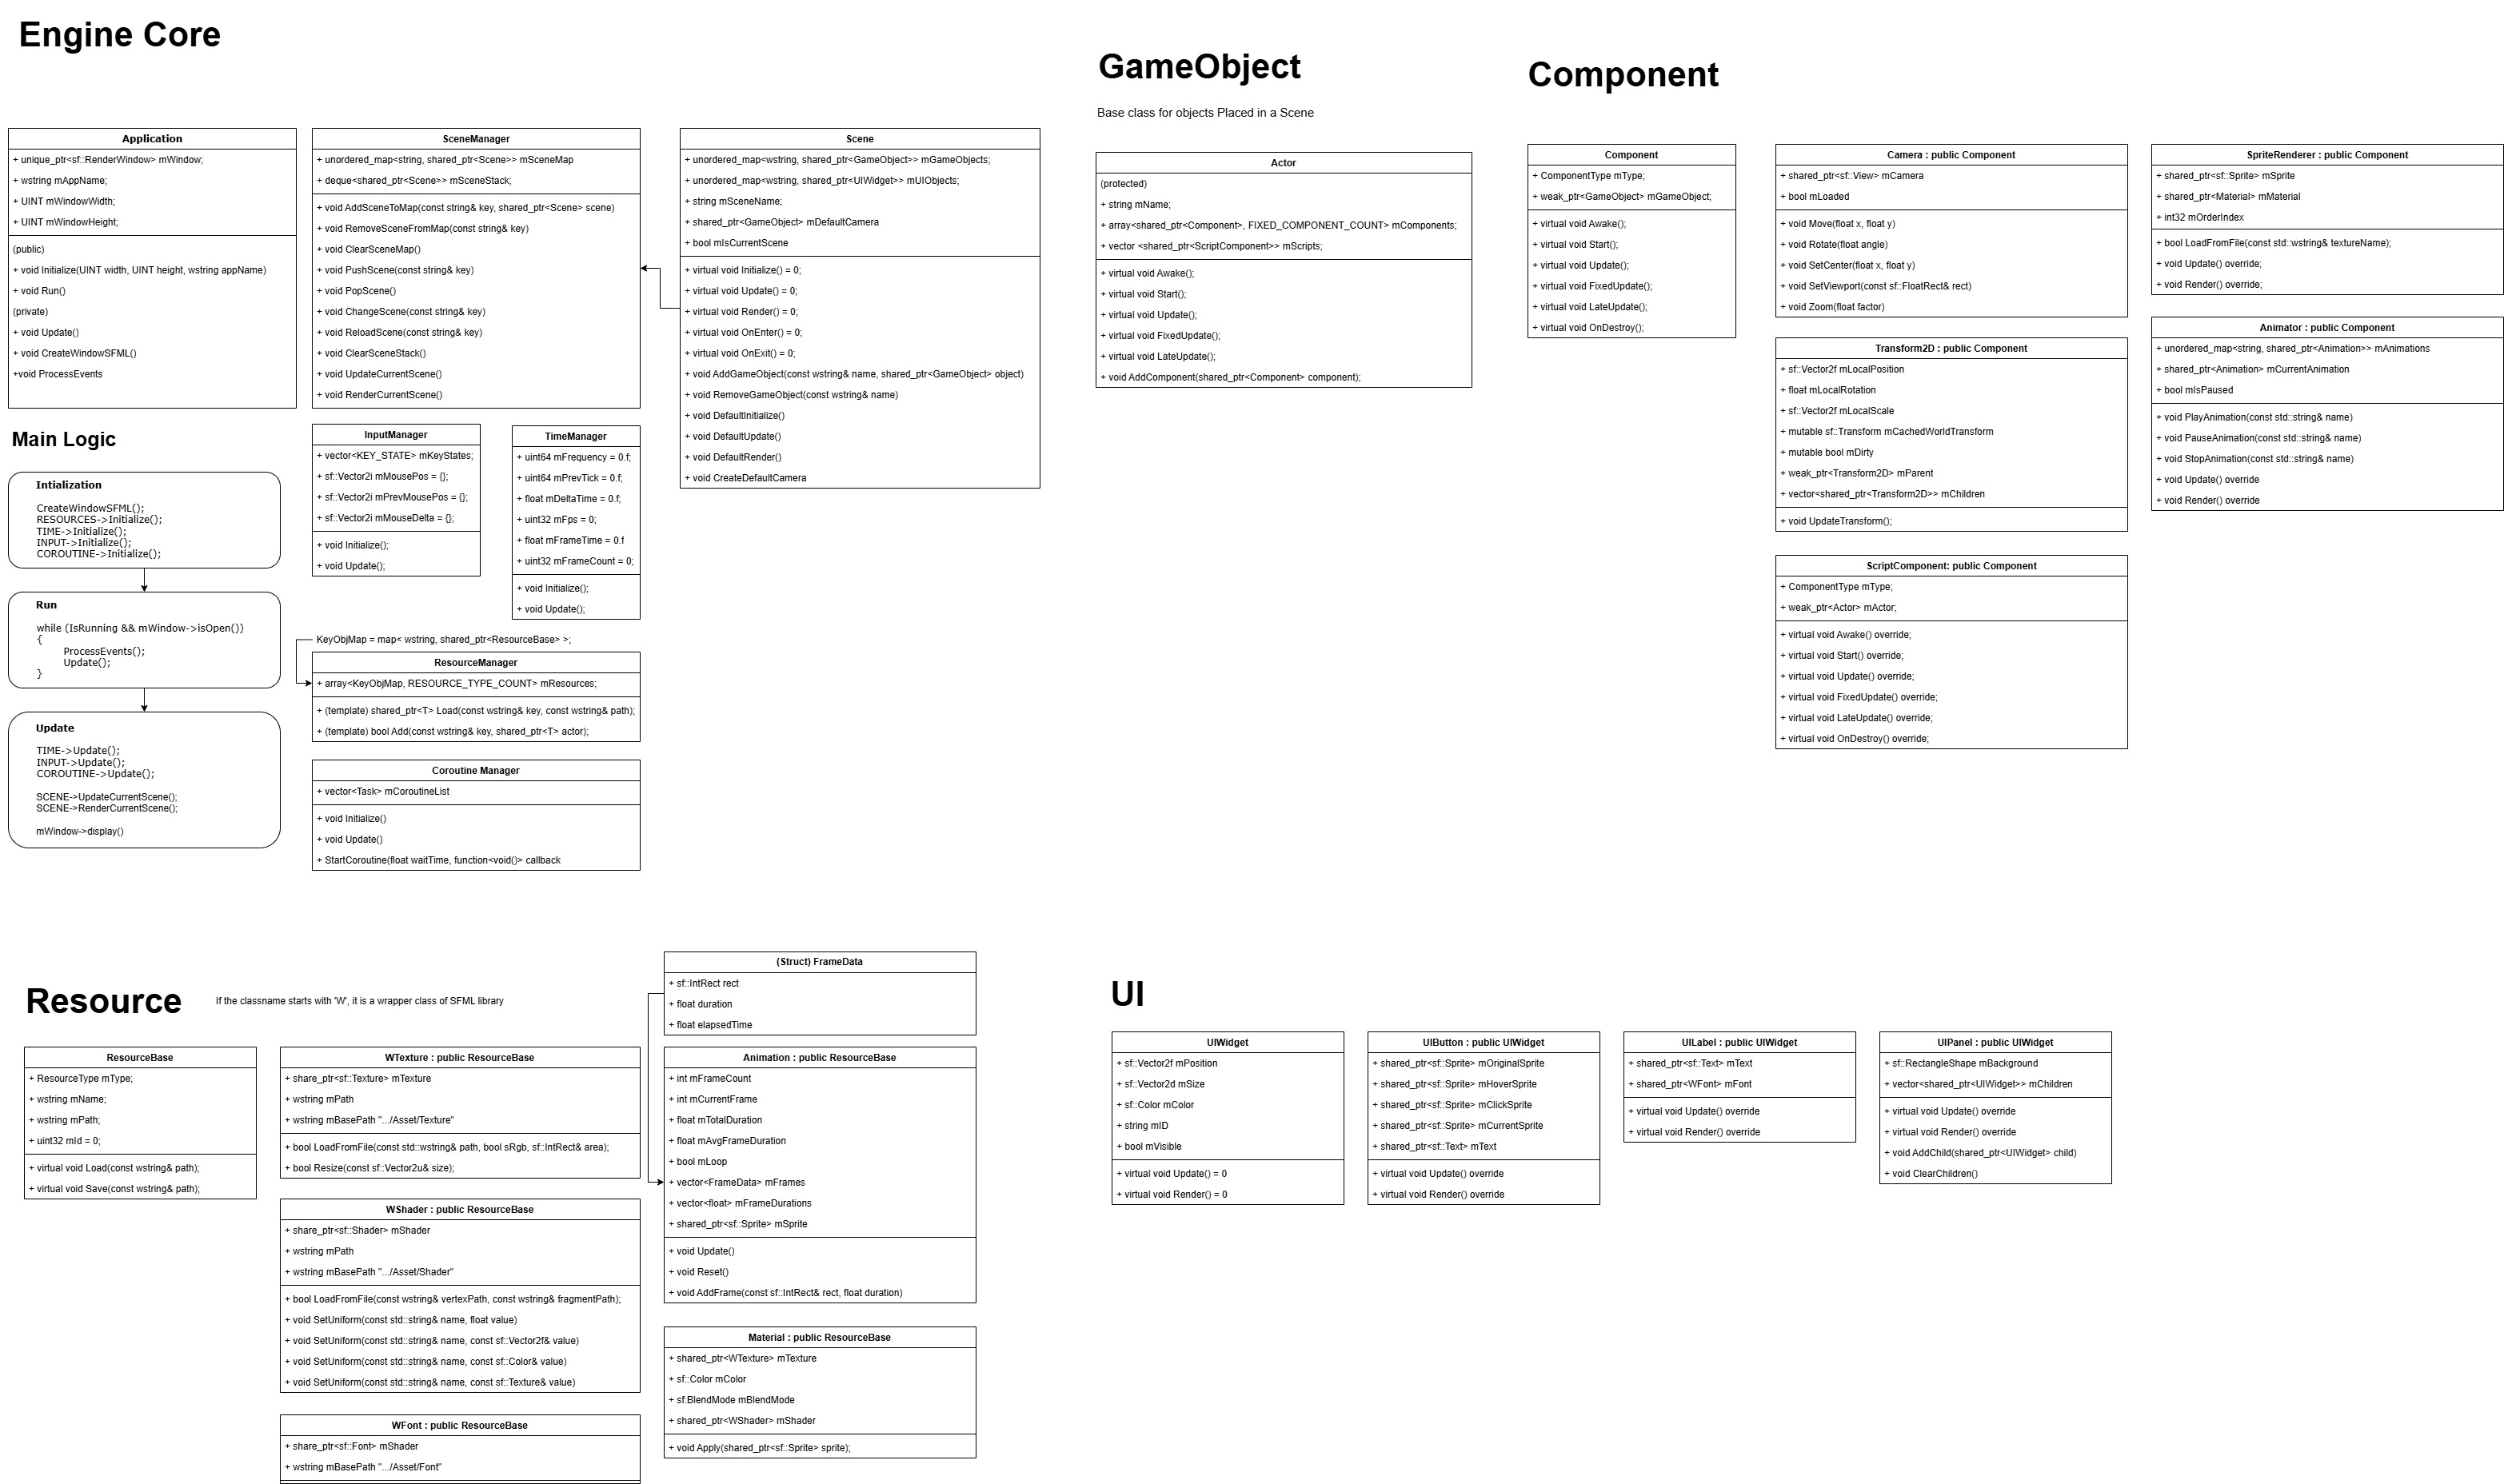 Engine Core
Application
+ unique_ptr<sf::RenderWindow> mWindow;
+ wstring mAppName;
+ UINT mWindowWidth;
+ UINT mWindowHeight;
(public)
+ void Initialize(UINT width, UINT height, wstring appName)
+ void Run()
(private)
+ void Update()
+ void CreateWindowSFML()
+void ProcessEvents
SceneManager
+ unordered_map<string, shared_ptr<Scene>> mSceneMap
+ deque<shared_ptr<Scene>> mSceneStack;
+ void AddSceneToMap(const string& key, shared_ptr<Scene> scene)
+ void RemoveSceneFromMap(const string& key)
+ void ClearSceneMap()
+ void PushScene(const string& key)
+ void PopScene()
+ void ChangeScene(const string& key)
+ void ReloadScene(const string& key)
+ void ClearSceneStack()
+ void UpdateCurrentScene()
+ void RenderCurrentScene()
Scene
+ unordered_map<wstring, shared_ptr<GameObject>> mGameObjects;
+ unordered_map<wstring, shared_ptr<UIWidget>> mUIObjects;
+ string mSceneName;
+ shared_ptr<GameObject> mDefaultCamera
+ bool mIsCurrentScene
+ virtual void Initialize() = 0;
+ virtual void Update() = 0;
+ virtual void Render() = 0;
+ virtual void OnEnter() = 0;
+ virtual void OnExit() = 0;
+ void AddGameObject(const wstring& name, shared_ptr<GameObject> object)
+ void RemoveGameObject(const wstring& name)
+ void DefaultInitialize()
+ void DefaultUpdate()
+ void DefaultRender()
+ void CreateDefaultCamera
Main Logic
Intialization
CreateWindowSFML();
RESOURCES->Initialize();
TIME->Initialize();
INPUT->Initialize();
COROUTINE->Initialize();
Run
while (IsRunning && mWindow->isOpen())
{
ProcessEvents();
Update();
}
Update
TIME->Update();
INPUT->Update();
COROUTINE->Update();
SCENE->UpdateCurrentScene();
SCENE->RenderCurrentScene();
mWindow->display()
InputManager
+ vector<KEY_STATE> mKeyStates;
+ sf::Vector2i mMousePos = {};
+ sf::Vector2i mPrevMousePos = {};
+ sf::Vector2i mMouseDelta = {};
+ void Initialize();
+ void Update();
TimeManager
+ uint64 mFrequency = 0.f;
+ uint64 mPrevTick = 0.f;
+ float mDeltaTime = 0.f;
+ uint32 mFps = 0;
+ float mFrameTime = 0.f
+ uint32 mFrameCount = 0;
+ void Initialize();
+ void Update();
KeyObjMap = map< wstring, shared_ptr<ResourceBase> >;
ResourceManager
+ array<KeyObjMap, RESOURCE_TYPE_COUNT> mResources;
+ (template) shared_ptr<T> Load(const wstring& key, const wstring& path);
+ (template) bool Add(const wstring& key, shared_ptr<T> actor);
Coroutine Manager
+ vector<Task> mCoroutineList
+ void Initialize()
+ void Update()
+ StartCoroutine(float waitTime, function<void()> callback
GameObject
Base class for objects Placed in a Scene
Actor
(protected)
+ string mName;
+ array<shared_ptr<Component>, FIXED_COMPONENT_COUNT> mComponents;
+ vector <shared_ptr<ScriptComponent>> mScripts;
+ virtual void Awake();
+ virtual void Start();
+ virtual void Update();
+ virtual void FixedUpdate();
+ virtual void LateUpdate();
+ void AddComponent(shared_ptr<Component> component);
Component
Component
+ ComponentType mType;
+ weak_ptr<GameObject> mGameObject;
+ virtual void Awake();
+ virtual void Start();
+ virtual void Update();
+ virtual void FixedUpdate();
+ virtual void LateUpdate();
+ virtual void OnDestroy();
Camera : public Component
+ shared_ptr<sf::View> mCamera
+ bool mLoaded
+ void Move(float x, float y)
+ void Rotate(float angle)
+ void SetCenter(float x, float y)
+ void SetViewport(const sf::FloatRect& rect)
+ void Zoom(float factor)
Transform2D : public Component
+ sf::Vector2f mLocalPosition
+ float mLocalRotation
+ sf::Vector2f mLocalScale
+ mutable sf::Transform mCachedWorldTransform
+ mutable bool mDirty
+ weak_ptr<Transform2D> mParent
+ vector<shared_ptr<Transform2D>> mChildren
+ void UpdateTransform();
ScriptComponent: public Component
+ ComponentType mType;
+ weak_ptr<Actor> mActor;
+ virtual void Awake() override;
+ virtual void Start() override;
+ virtual void Update() override;
+ virtual void FixedUpdate() override;
+ virtual void LateUpdate() override;
+ virtual void OnDestroy() override;
SpriteRenderer : public Component
+ shared_ptr<sf::Sprite> mSprite
+ shared_ptr<Material> mMaterial
+ int32 mOrderIndex
+ bool LoadFromFile(const std::wstring& textureName);
+ void Update() override;
+ void Render() override;
Animator : public Component
+ unordered_map<string, shared_ptr<Animation>> mAnimations
+ shared_ptr<Animation> mCurrentAnimation
+ bool mIsPaused
+ void PlayAnimation(const std::string& name)
+ void PauseAnimation(const std::string& name)
+ void StopAnimation(const std::string& name)
+ void Update() override
+ void Render() override
Resource
If the classname starts with 'W', it is a wrapper class of SFML library
ResourceBase
+ ResourceType mType;
+ wstring mName;
+ wstring mPath;
+ uint32 mId = 0;
+ virtual void Load(const wstring& path);
+ virtual void Save(const wstring& path);
WTexture : public ResourceBase
+ share_ptr<sf::Texture> mTexture
+ wstring mPath
+ wstring mBasePath ".../Asset/Texture"
+ bool LoadFromFile(const std::wstring& path, bool sRgb, sf::IntRect& area);
+ bool Resize(const sf::Vector2u& size);
WShader : public ResourceBase
+ share_ptr<sf::Shader> mShader
+ wstring mPath
+ wstring mBasePath ".../Asset/Shader"
+ bool LoadFromFile(const wstring& vertexPath, const wstring& fragmentPath);
+ void SetUniform(const std::string& name, float value)
+ void SetUniform(const std::string& name, const sf::Vector2f& value)
+ void SetUniform(const std::string& name, const sf::Color& value)
+ void SetUniform(const std::string& name, const sf::Texture& value)
WFont : public ResourceBase
+ share_ptr<sf::Font> mShader
+ wstring mBasePath ".../Asset/Font"
(Struct) FrameData
+ sf::IntRect rect
+ float duration
+ float elapsedTime
Animation : public ResourceBase
+ int mFrameCount
+ int mCurrentFrame
+ float mTotalDuration
+ float mAvgFrameDuration
+ bool mLoop
+ vector<FrameData> mFrames
+ vector<float> mFrameDurations
+ shared_ptr<sf::Sprite> mSprite
+ void Update()
+ void Reset()
+ void AddFrame(const sf::IntRect& rect, float duration)
Material : public ResourceBase
+ shared_ptr<WTexture> mTexture
+ sf::Color mColor
+ sf:BlendMode mBlendMode
+ shared_ptr<WShader> mShader
+ void Apply(shared_ptr<sf::Sprite> sprite);
UI
UIWidget
+ sf::Vector2f mPosition
+ sf::Vector2d mSize
+ sf::Color mColor
+ string mID
+ bool mVisible
+ virtual void Update() = 0
+ virtual void Render() = 0
UIButton : public UIWidget
+ shared_ptr<sf::Sprite> mOriginalSprite
+ shared_ptr<sf::Sprite> mHoverSprite
+ shared_ptr<sf::Sprite> mClickSprite
+ shared_ptr<sf::Sprite> mCurrentSprite
+ shared_ptr<sf::Text> mText
+ virtual void Update() override
+ virtual void Render() override
UILabel : public UIWidget
+ shared_ptr<sf::Text> mText
+ shared_ptr<WFont> mFont
+ virtual void Update() override
+ virtual void Render() override
UIPanel : public UIWidget
+ sf::RectangleShape mBackground
+ vector<shared_ptr<UIWidget>> mChildren
+ virtual void Update() override
+ virtual void Render() override
+ void AddChild(shared_ptr<UIWidget> child)
+ void ClearChildren()